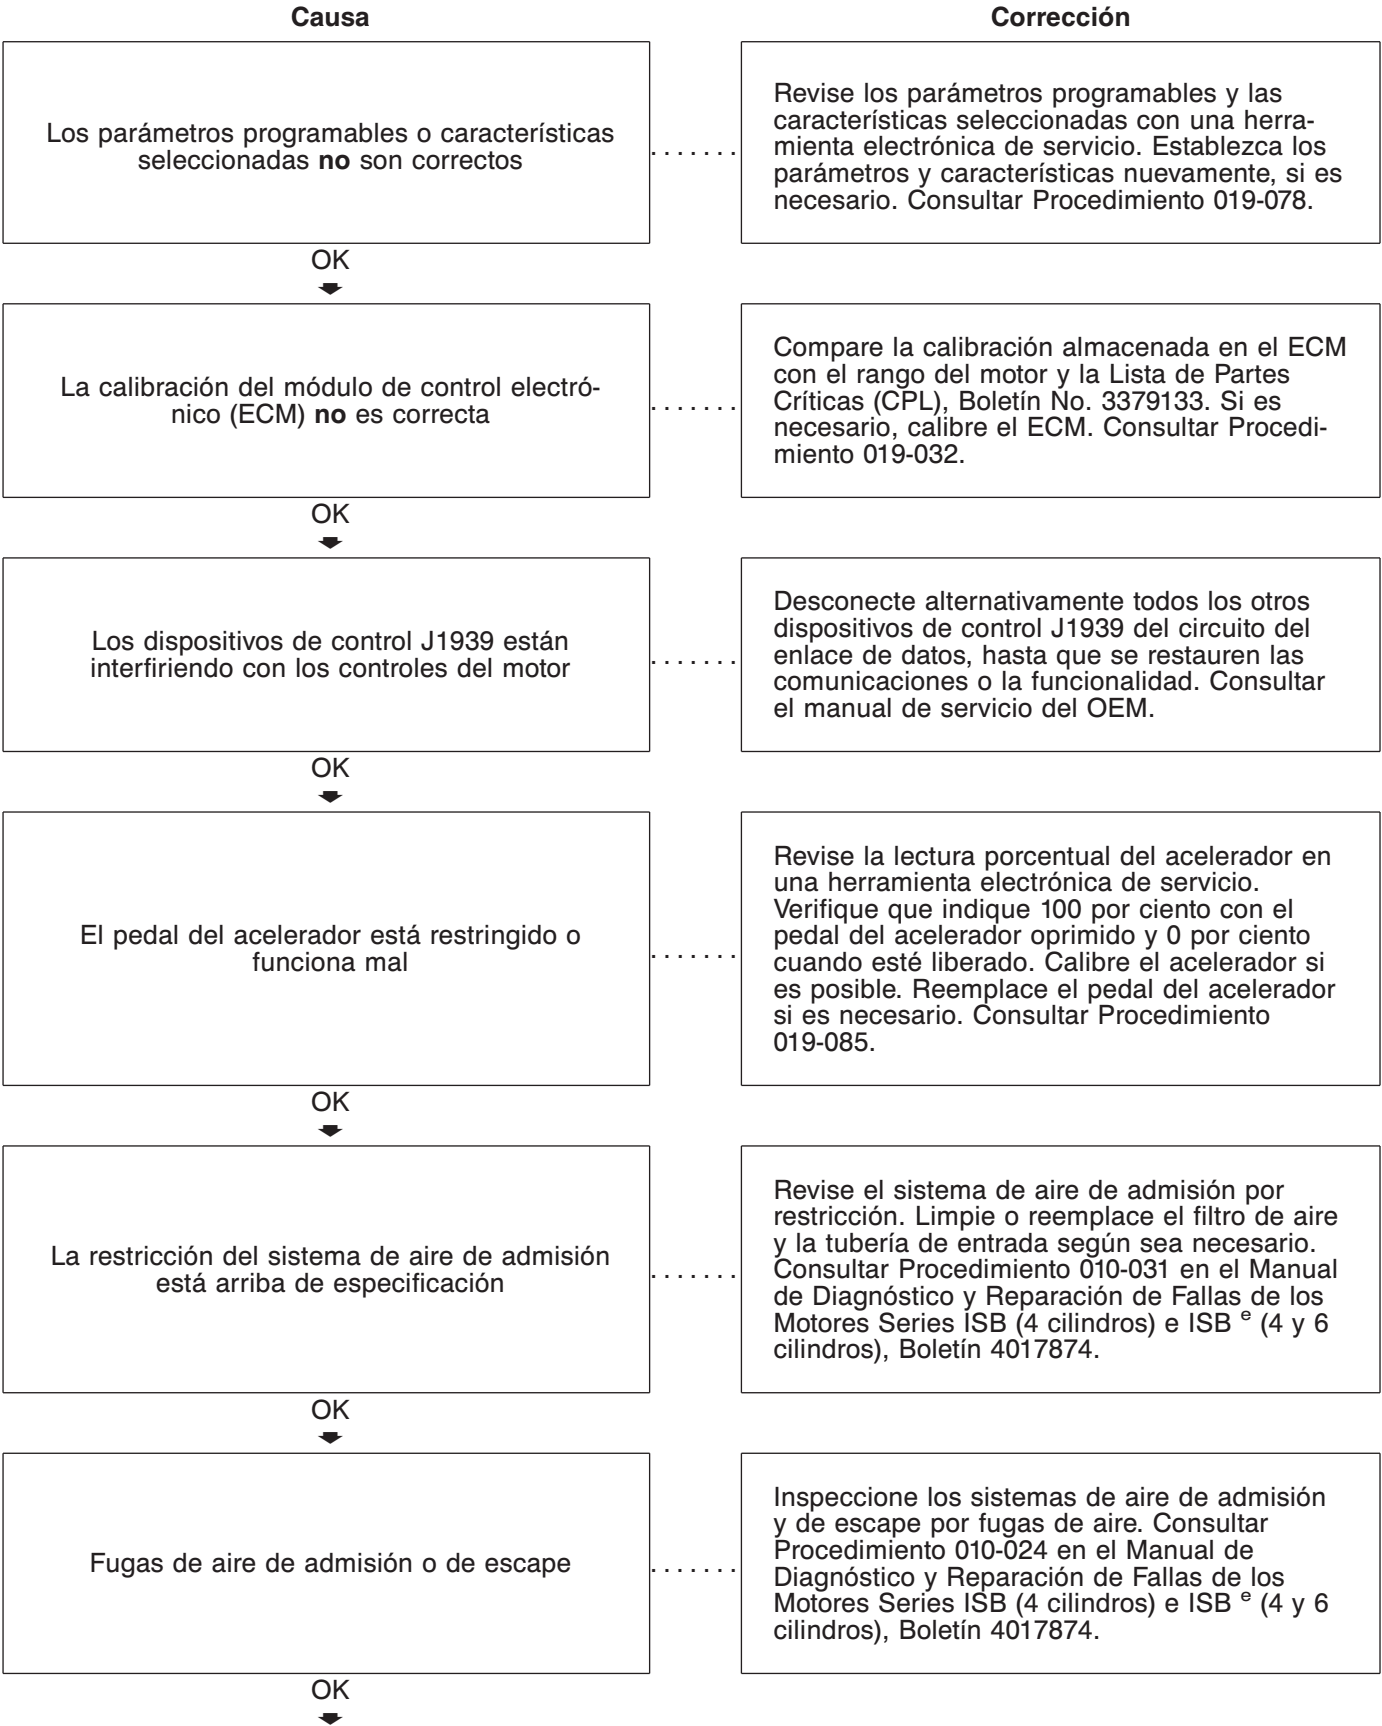 Causa
Corrección
Los parámetros programables o características
seleccionadas no son correctos
. . . . . . .
Revise los parámetros programables y las
características seleccionadas con una herra-
mienta electrónica de servicio. Establezca los
parámetros y características nuevamente, si es
necesario. Consultar Procedimiento 019-078.
OK
La calibración del módulo de control electró-
nico (ECM) no es correcta
. . . . . . .
Compare la calibración almacenada en el ECM
con el rango del motor y la Lista de Partes
Críticas (CPL), Boletín No. 3379133. Si es
necesario, calibre el ECM. Consultar Procedi-
miento 019-032.
OK
Los dispositivos de control J1939 están
interfiriendo con los controles del motor
. . . . . . .
Desconecte alternativamente todos los otros
dispositivos de control J1939 del circuito del
enlace de datos, hasta que se restauren las
comunicaciones o la funcionalidad. Consultar
el manual de servicio del OEM.
OK
El pedal del acelerador está restringido o
funciona mal
. . . . . . .
Revise la lectura porcentual del acelerador en
una herramienta electrónica de servicio.
Verifique que indique 100 por ciento con el
pedal del acelerador oprimido y 0 por ciento
cuando esté liberado. Calibre el acelerador si
es posible. Reemplace el pedal del acelerador
si es necesario. Consultar Procedimiento
019-085.
OK
La restricción del sistema de aire de admisión
está arriba de especificación
. . . . . . .
Revise el sistema de aire de admisión por
restricción. Limpie o reemplace el filtro de aire
y la tubería de entrada según sea necesario.
Consultar Procedimiento 010-031 en el Manual
de Diagnóstico y Reparación de Fallas de los
Motores Series ISB (4 cilindros) e ISB e (4 y 6
cilindros), Boletín 4017874.
OK
Fugas de aire de admisión o de escape
. . . . . . .
Inspeccione los sistemas de aire de admisión
y de escape por fugas de aire. Consultar
Procedimiento 010-024 en el Manual de
Diagnóstico y Reparación de Fallas de los
Motores Series ISB (4 cilindros) e ISB e (4 y 6
cilindros), Boletín 4017874.
OK